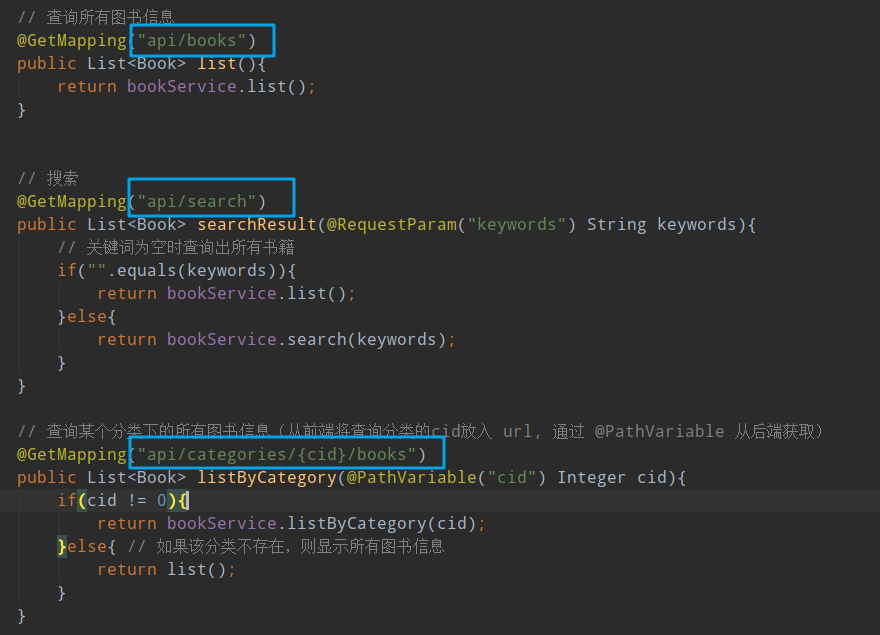 // 查询所有图书信息
@GetMapping("api/books")
public List<Book> list(){
    return bookService.list();
}
// 搜索
@GetMapping("api/search")
public List<Book> searchResult(@RequestParam("keywords") String keywords){
    // 关键词为空时查询出所有书籍
    if("".equals(keywords)){
        return bookService.list();
    }else{
        return bookService.search(keywords);
    }
}
// 查询某个分类下的所有图书信息（从前端将查询分类的cid放入 url, 通过 @PathVariable 从后端获取）
@GetMapping("api/categories/{cid}/books")
public List<Book> listByCategory(@PathVariable("cid") Integer cid){
    if(cid != 0){
        return bookService.listByCategory(cid);
    }else{ // 如果该分类不存在，则显示所有图书信息
        return list();
    }
}